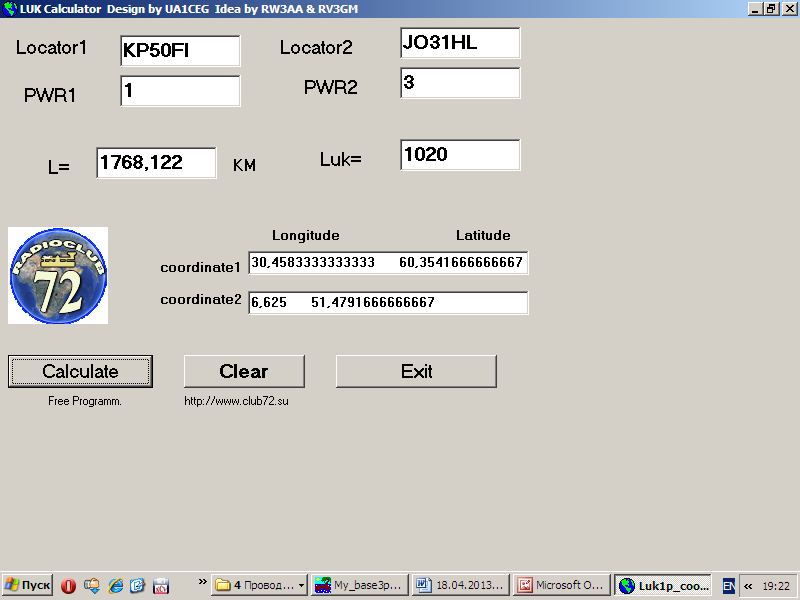 LUK Calculator Design by UA1CEG Idea by RW3AA & RV3GM
Locator1 KP50FI Locator2 JO31HL
PWR1 1 PWR2 3
L= 1768,122 KM Luk= 1020
Longitude Latitude
RADIOCLUB
72
coordinate1 30,4583333333333 60,3541666666667
coordinate2 6,625 51,4791666666667
Calculate Clear Exit
Free Programm. http://www.club72.su
Пуск » 4 Провод... My_base3p... 18.04.2013... Microsoft O... Luk1p_coo... EN « 19:22